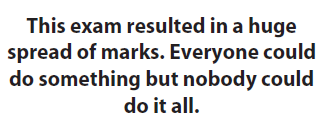 This exam resulted in a huge
spread of marks. Everyone could
do something but nobody could
do it all.